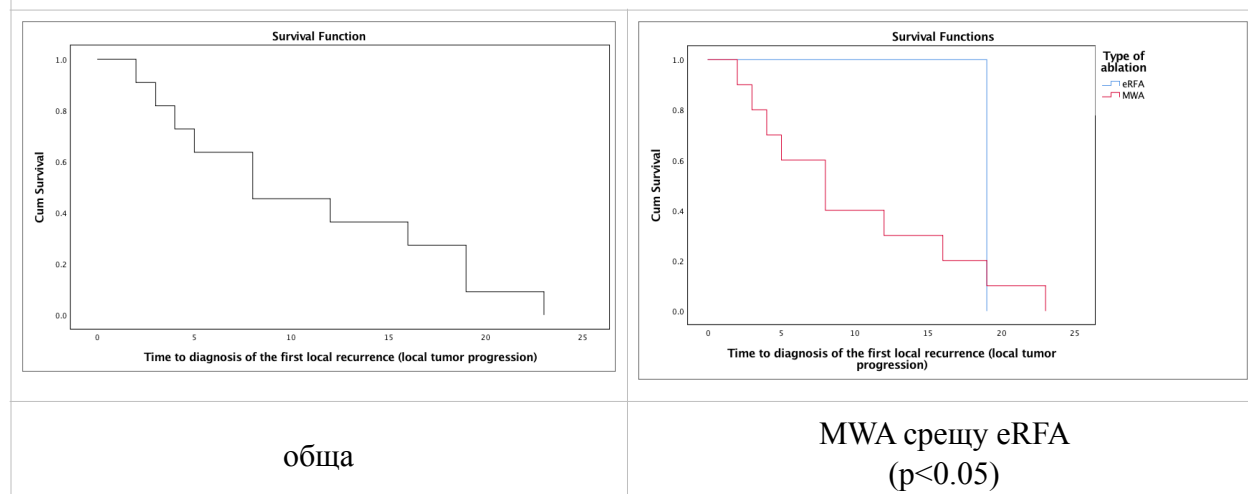 Survival Function
Cum Survival
1.0
0.8
0.6
0.4
0.2
0.0
0 5 10 15 20 25
Time to diagnosis of the first local recurrence (local tumor progression)
Survival Functions
Cum Survival
1.0
0.8
0.6
0.4
0.2
0.0
0 5 10 15 20 25
Time to diagnosis of the first local recurrence (local tumor
progression)
Type of
ablation
eRFA
MWA
обща
MWA срещу eRFA
(p<0.05)